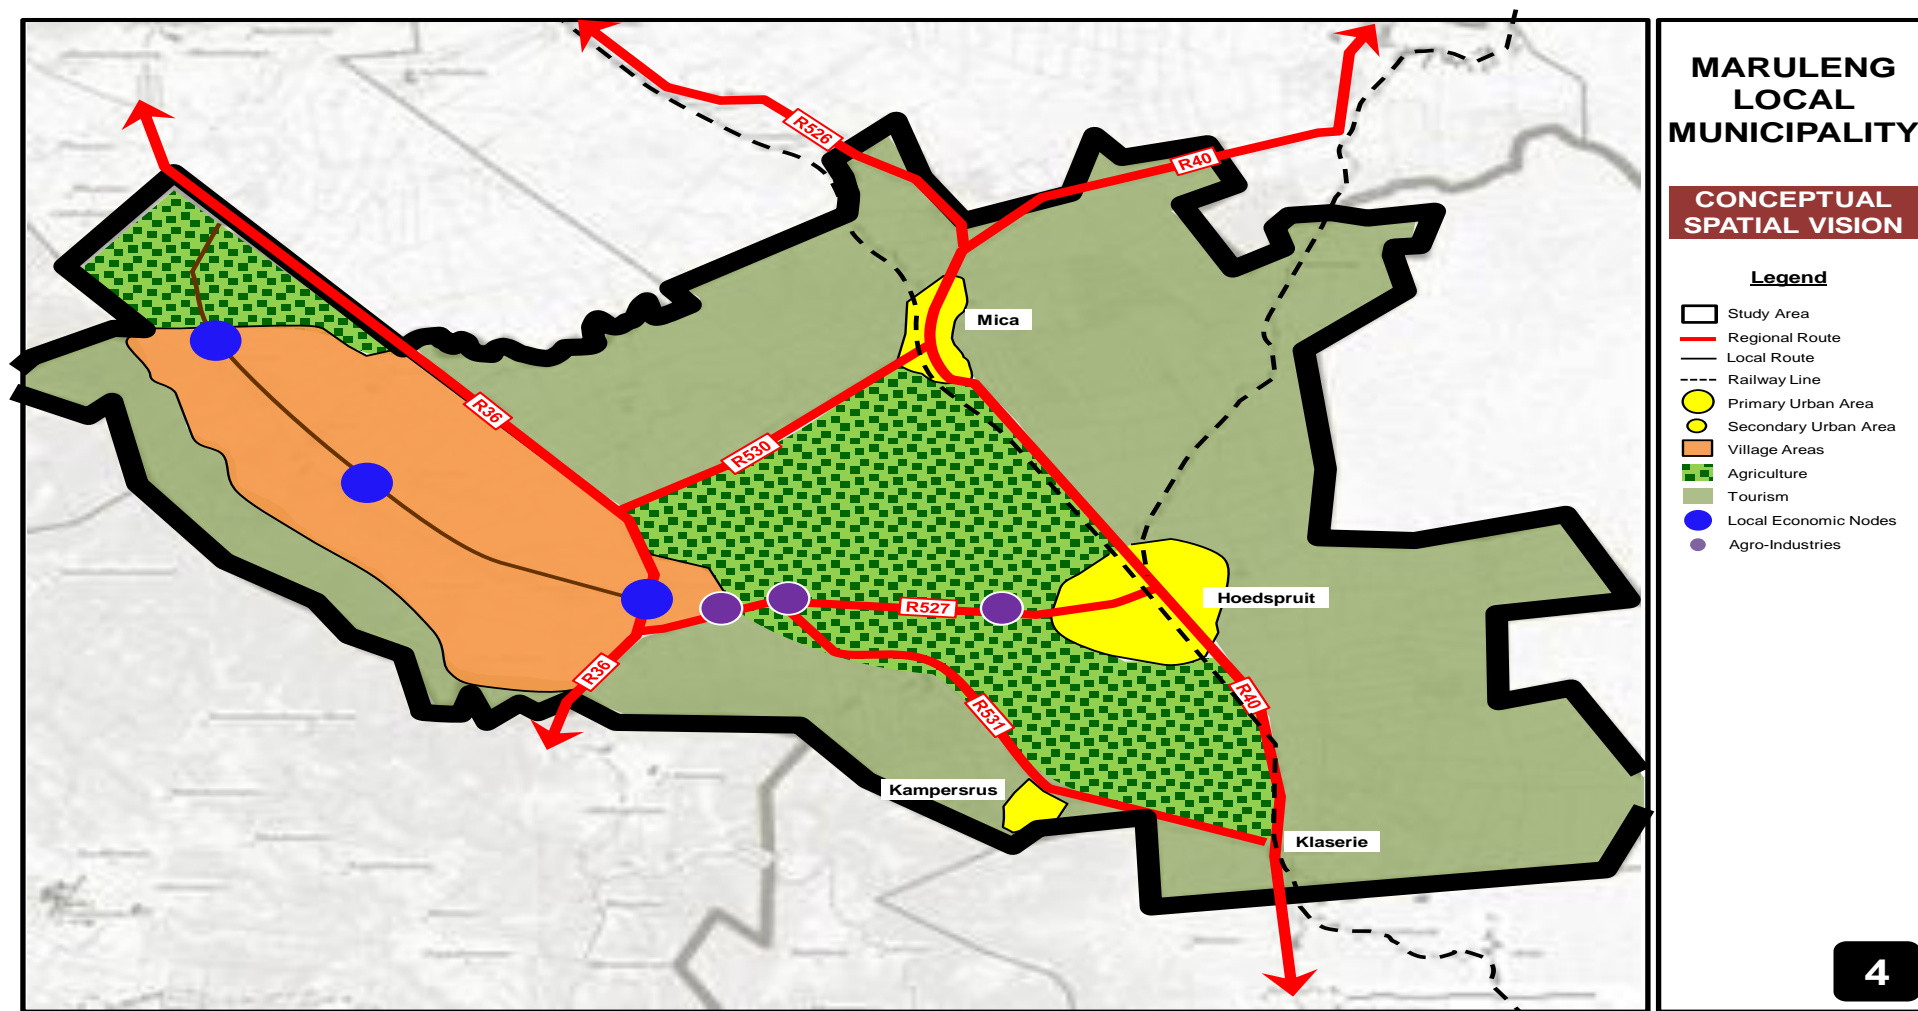 MARULENG
LOCAL
MUNICIPALITY
CONCEPTUAL
SPATIAL VISION
Legend
Study Area
Regional Route
Local Route
Railway Line
Primary Urban Area
Secondary Urban Area
Village Areas
Agriculture
Tourism
Local Economic Nodes
Agro-Industries
4
R526
R40
Mica
R36
R530
Hoedspruit
R527
R36
R40
R531
Kampersrus
Klaserie